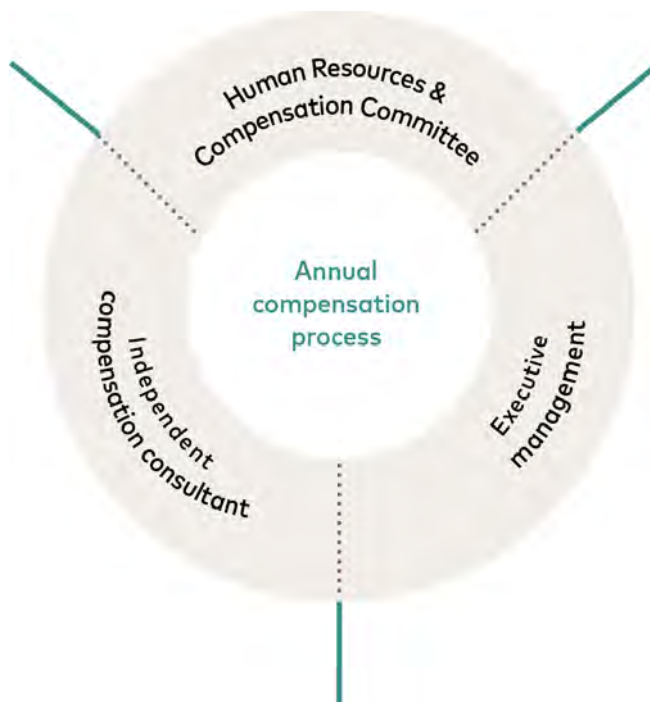 Human Resources &
Compensation Committee
Annual
compensation
process
Independent
compensation consultant
Executive
management